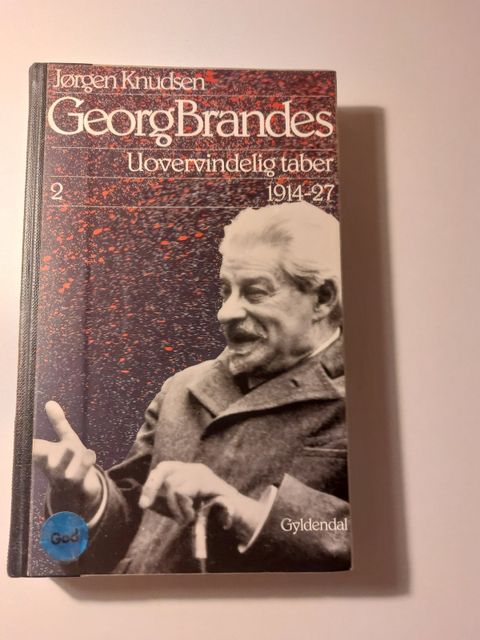 Jørgen Knudsen
Georg Brandes
Uovervindelig taber
2 1914-27
Gyldendal
God